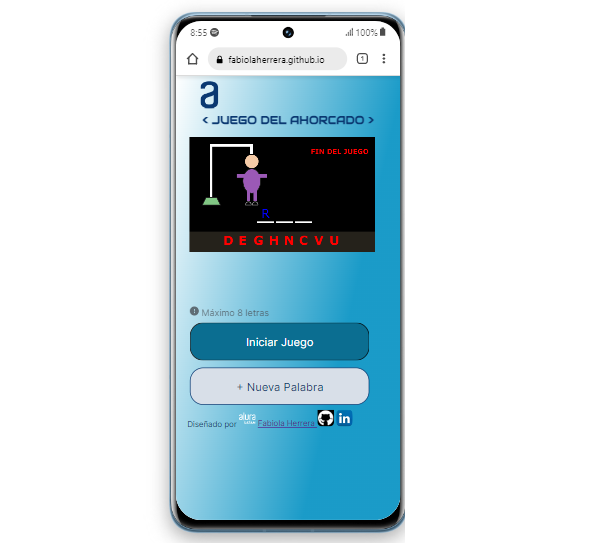 8:55 100%
fabiolaherrera.github.io 1
a
< JUEGO DEL AHORCADO >
FIN DEL JUEGO
R
D E G H N C V U
Máximo 8 letras
Iniciar Juego
+ Nueva Palabra
Diseñado por alura Fabiola Herrera in